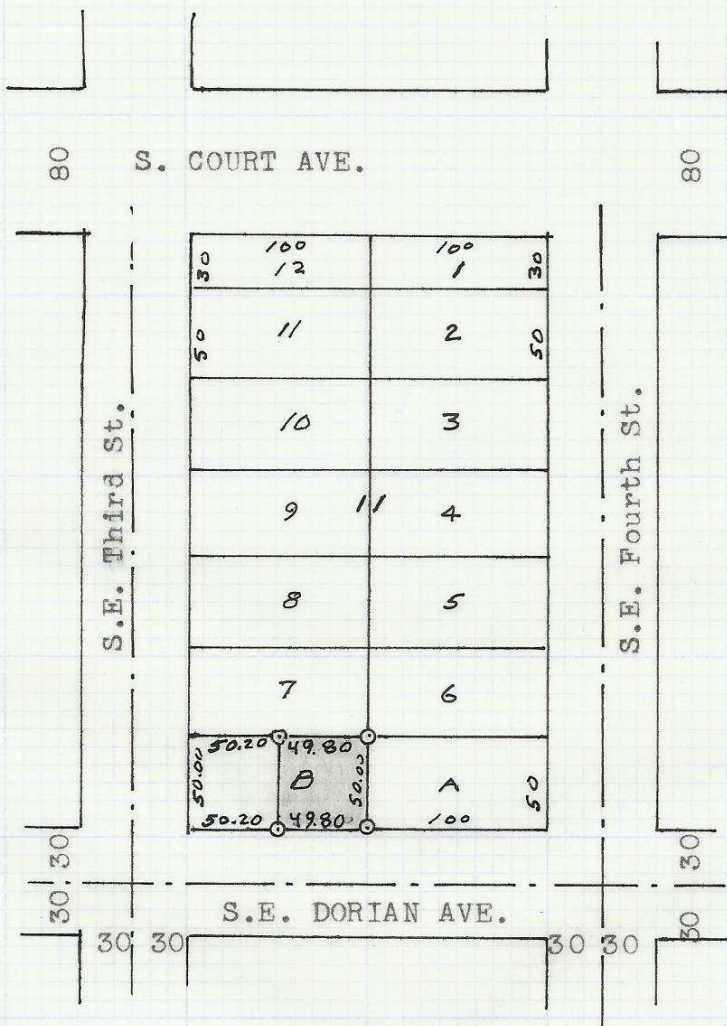 80 S. COURT AVE. 80
100 100
30 12 1 30
50 11 2 50
10 3
S.E. Third St.
S.E. Fourth St.
9 11 4
8 5
7 6
50.20 49.80
50.00 B 50.00 A 50
50.20 49.80 100
30 30
30 S.E. DORIAN AVE. 30
30 30 30 30